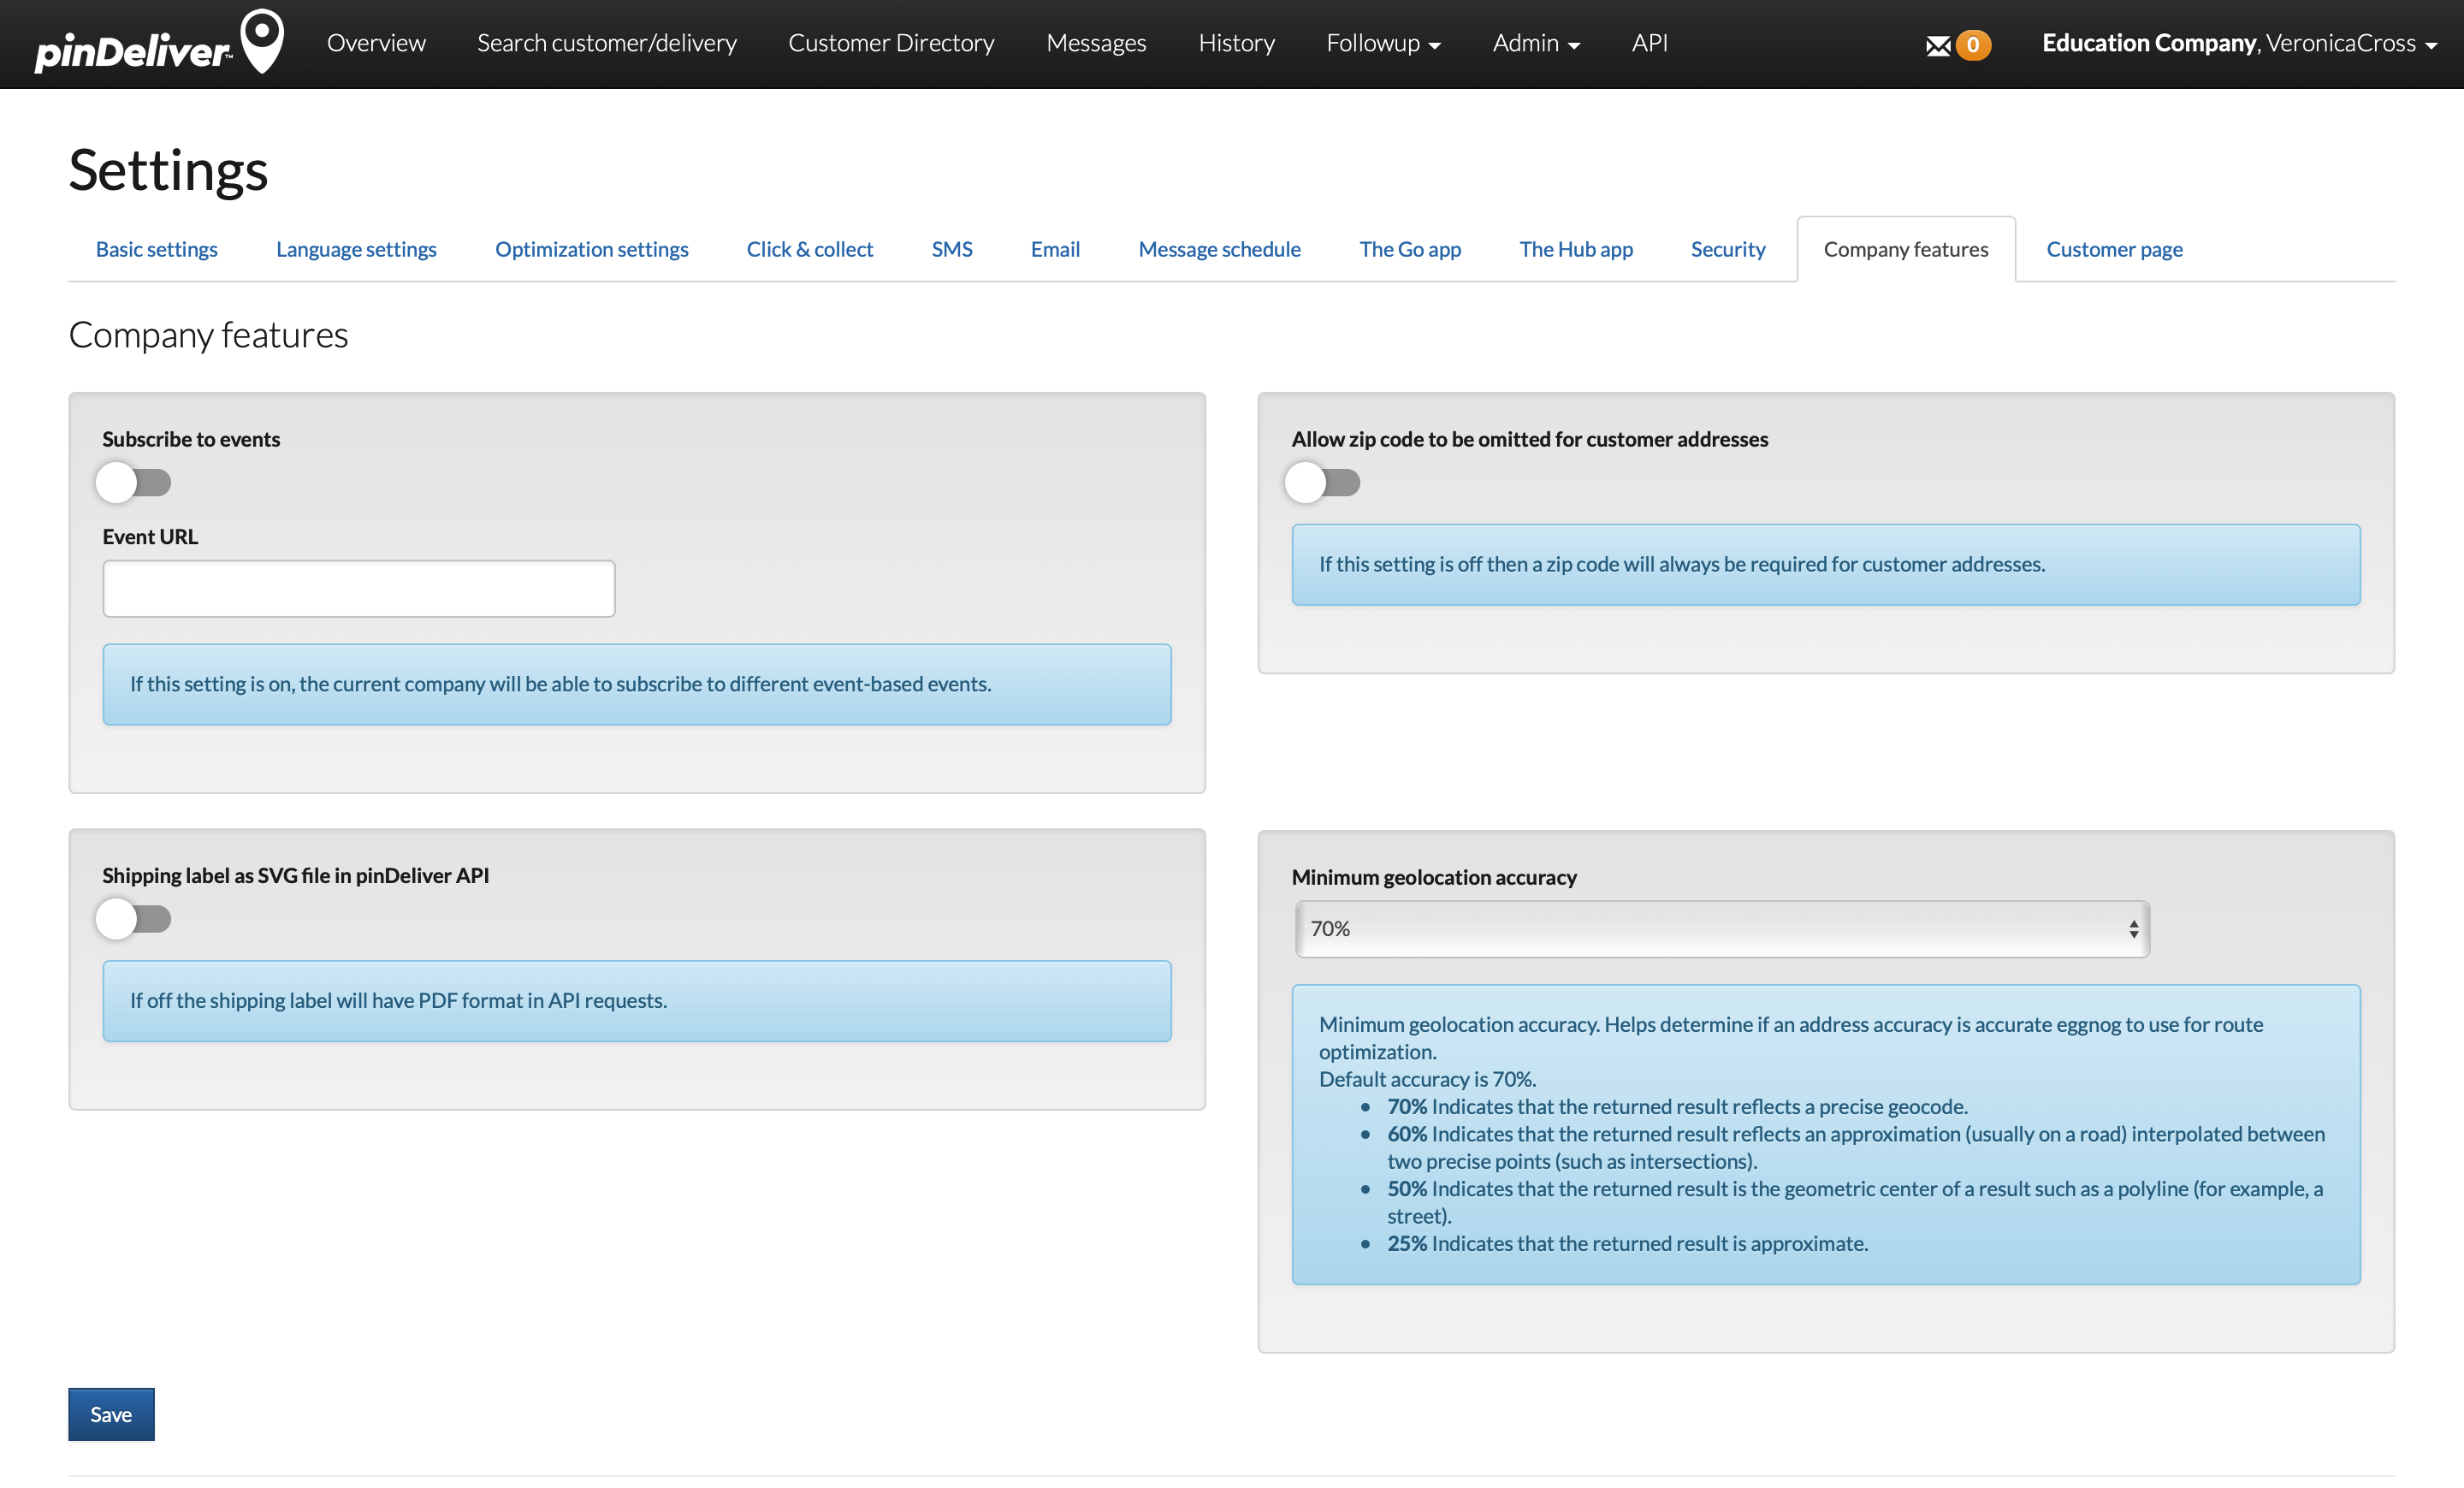 pinDeliver™ Overview Search customer/delivery Customer Directory Messages History Followup Admin API 0 Education Company, VeronicaCross
Settings
Basic settings Language settings Optimization settings Click & collect SMS Email Message schedule The Go app The Hub app Security Company features Customer page
Company features
Subscribe to events
Event URL
If this setting is on, the current company will be able to subscribe to different event-based events.
Allow zip code to be omitted for customer addresses
If this setting is off then a zip code will always be required for customer addresses.
Shipping label as SVG file in pinDeliver API
If off the shipping label will have PDF format in API requests.
Minimum geolocation accuracy
70%
Minimum geolocation accuracy. Helps determine if an address accuracy is accurate eggnog to use for route
optimization.
Default accuracy is 70%.
• 70% Indicates that the returned result reflects a precise geocode.
• 60% Indicates that the returned result reflects an approximation (usually on a road) interpolated between
two precise points (such as intersections).
• 50% Indicates that the returned result is the geometric center of a result such as a polyline (for example, a
street).
• 25% Indicates that the returned result is approximate.
Save